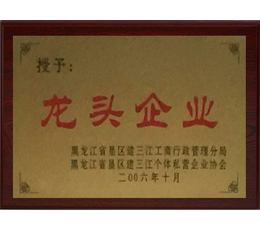 授予：
龙头企业
黑龙江省垦区建三江工商行政管理分局
黑龙江省垦区建三江个体私营企业协会
二00六年十月